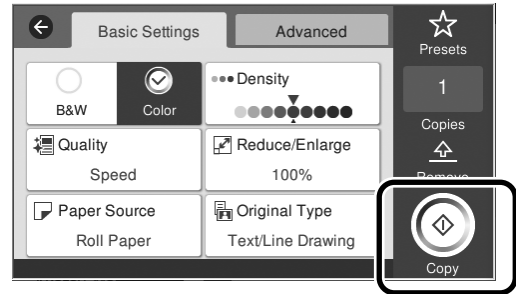 Basic Settings
Advanced
Presets
B&W
Color
Density
1
Copies
Quality
Speed
Reduce/Enlarge
100%
Remove
Paper Source
Roll Paper
Original Type
Text/Line Drawing
Copy